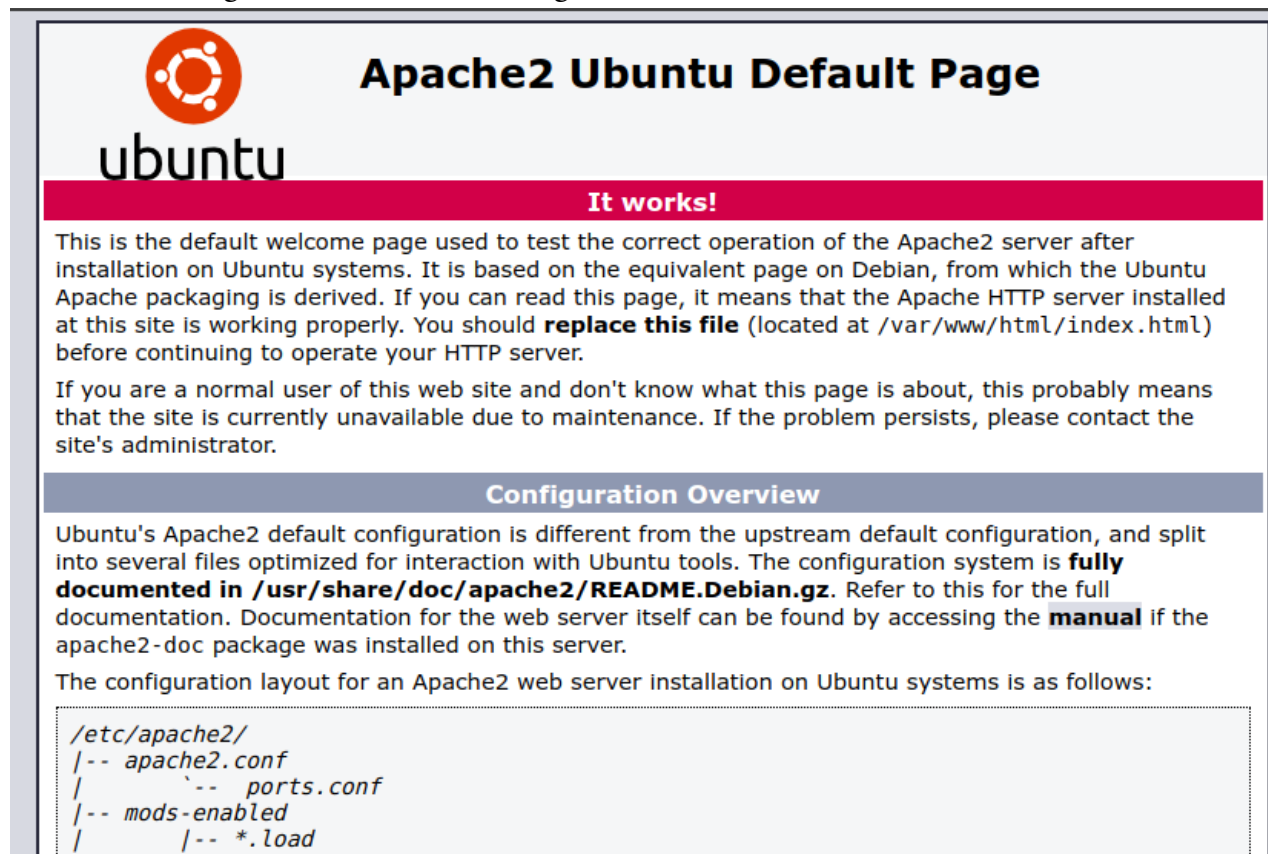 ubuntu
Apache2 Ubuntu Default Page
It works!
This is the default welcome page used to test the correct operation of the Apache2 server after
installation on Ubuntu systems. It is based on the equivalent page on Debian, from which the Ubuntu
Apache packaging is derived. If you can read this page, it means that the Apache HTTP server installed
at this site is working properly. You should replace this file (located at /var/www/html/index.html)
before continuing to operate your HTTP server.
If you are a normal user of this web site and don't know what this page is about, this probably means
that the site is currently unavailable due to maintenance. If the problem persists, please contact the
site's administrator.
Configuration Overview
Ubuntu's Apache2 default configuration is different from the upstream default configuration, and split
into several files optimized for interaction with Ubuntu tools. The configuration system is fully
documented in /usr/share/doc/apache2/README.Debian.gz. Refer to this for the full
documentation. Documentation for the web server itself can be found by accessing the manual if the
apache2-doc package was installed on this server.
The configuration layout for an Apache2 web server installation on Ubuntu systems is as follows:
/etc/apache2/
|-- apache2.conf
|       `--  ports.conf
|-- mods-enabled
|       |-- *.load